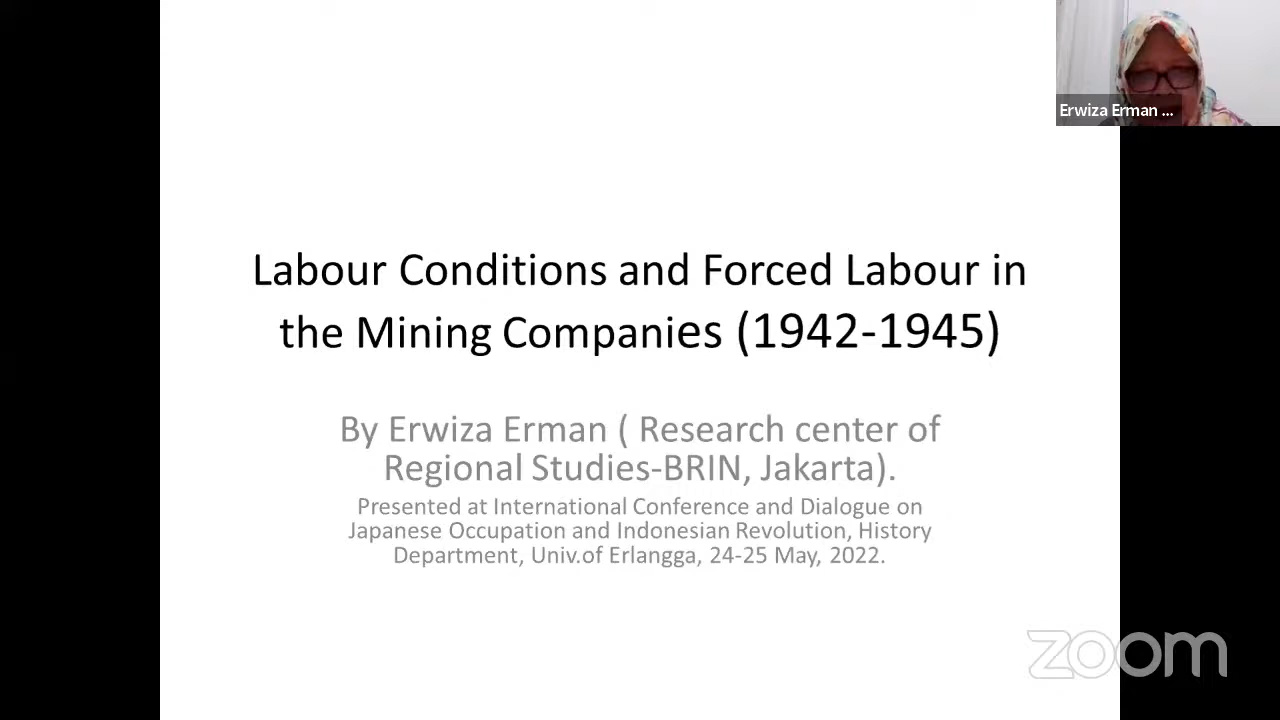 Erwiza Erman ...
Labour Conditions and Forced Labour in
the Mining Companies (1942-1945)
By Erwiza Erman ( Research center of
Regional Studies-BRIN, Jakarta).
Presented at International Conference and Dialogue on
Japanese Occupation and Indonesian Revolution, History
Department, Univ.of Erlangga, 24-25 May, 2022.
zoom